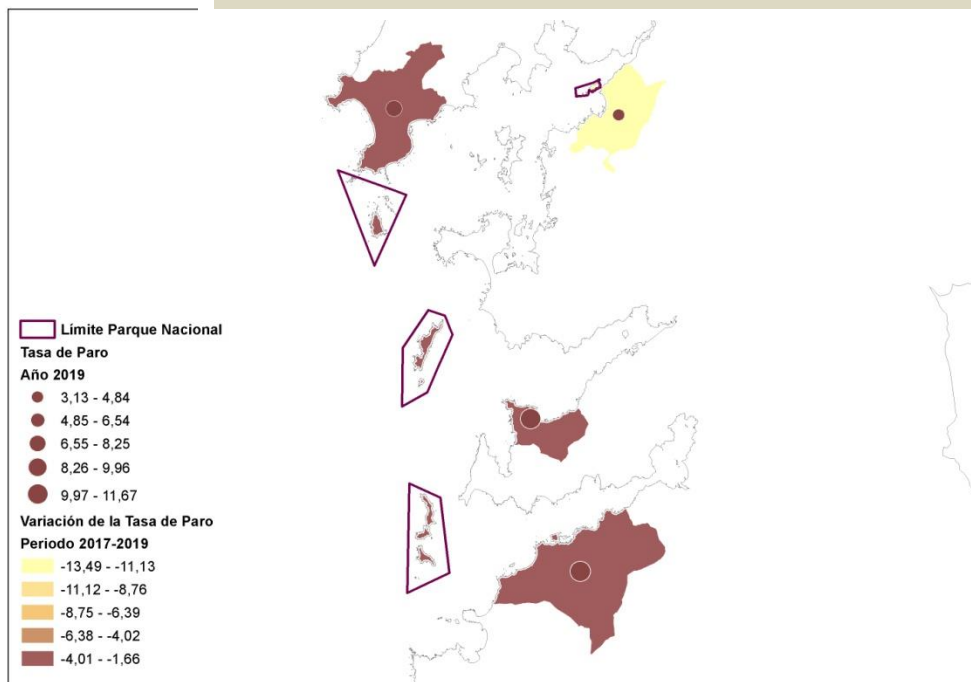 Límite Parque Nacional
Tasa de Paro
Año 2019
3,13 - 4,84
4,85 - 6,54
6,55 - 8,25
8,26 - 9,96
9,97 - 11,67
Variación de la Tasa de Paro
Periodo 2017-2019
-13,49 - -11,13
-11,12 - -8,76
-8,75 - -6,39
-6,38 - -4,02
-4,01 - -1,66